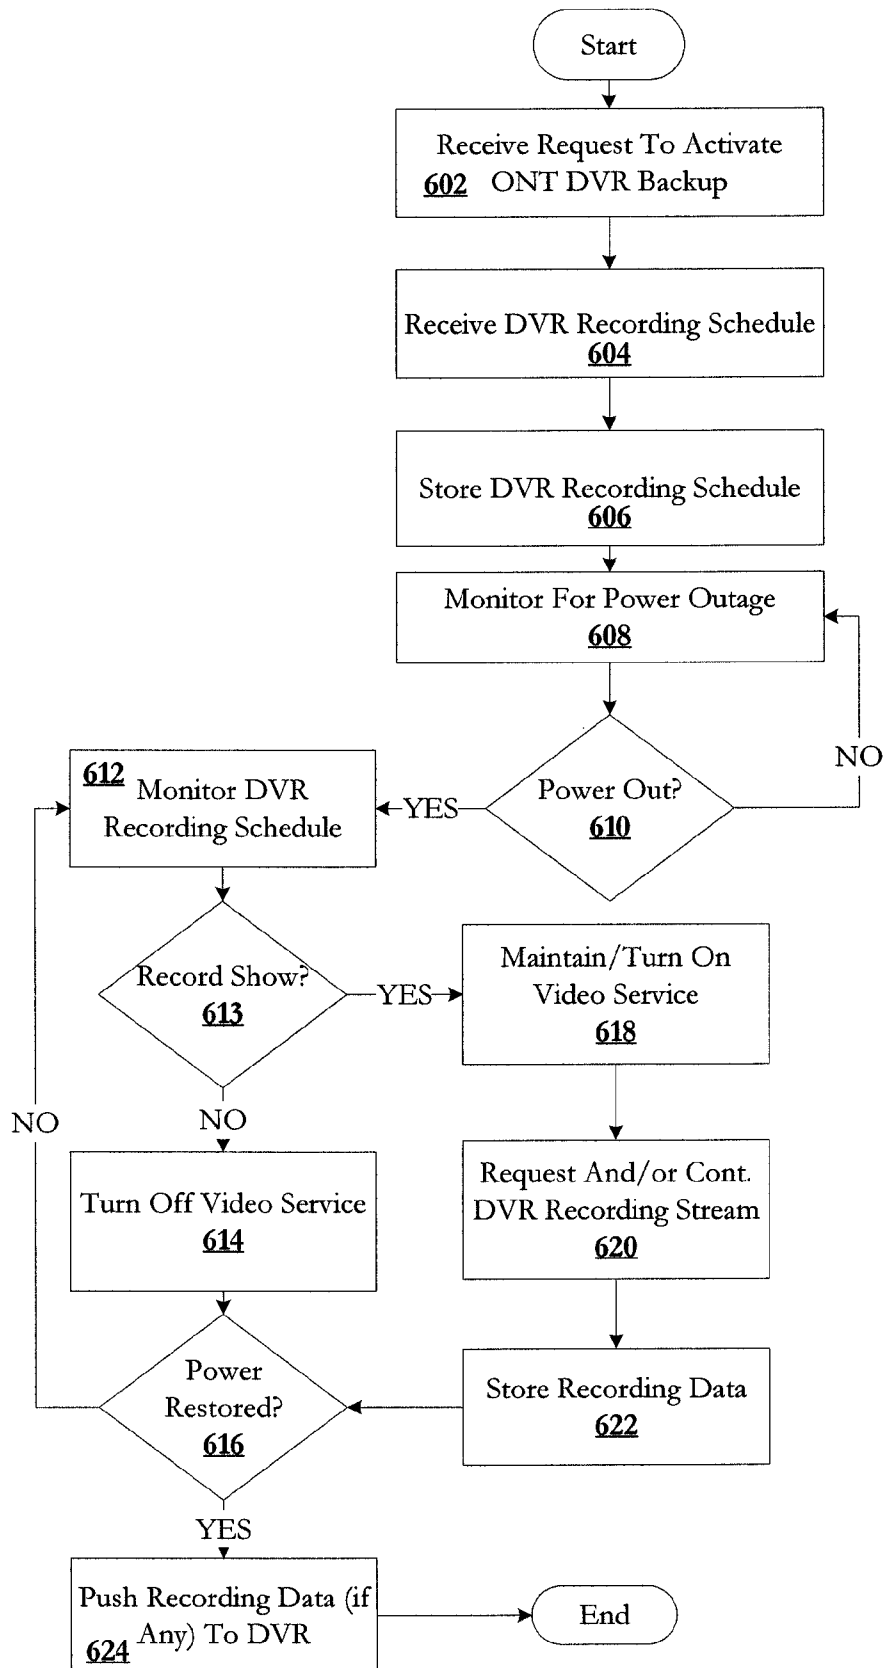 Start
Receive Request To Activate
602 ONT DVR Backup
Receive DVR Recording Schedule
604
Store DVR Recording Schedule
606
Monitor For Power Outage
608
NO
Power Out?
610
YES
612
Monitor DVR
Recording Schedule
Record Show?
613
YES
Maintain/Turn On
Video Service
618
NO
NO
Turn Off Video Service
614
Request And/or Cont.
DVR Recording Stream
620
Power
Restored?
616
Store Recording Data
622
YES
Push Recording Data (if
Any) To DVR
624
End